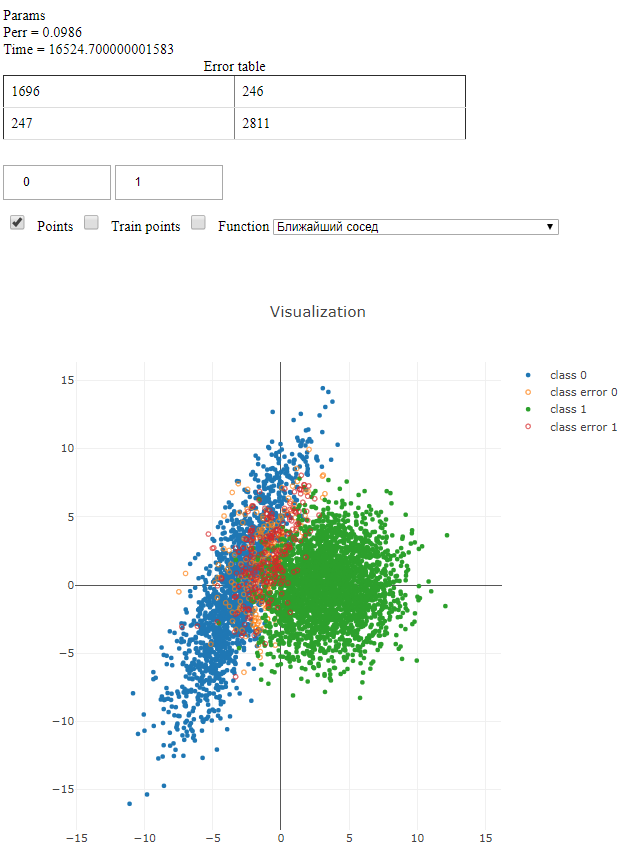 Params
Perr = 0.0986
Time = 16524.700000001583
Error table
1696 246
247 2811
0 1
Points Train points Function Ближайший сосед
Visualization
class 0
class error 0
class 1
class error 1
15
10
5
0
−5
−10
−15
−15 −10 −5 0 5 10 15